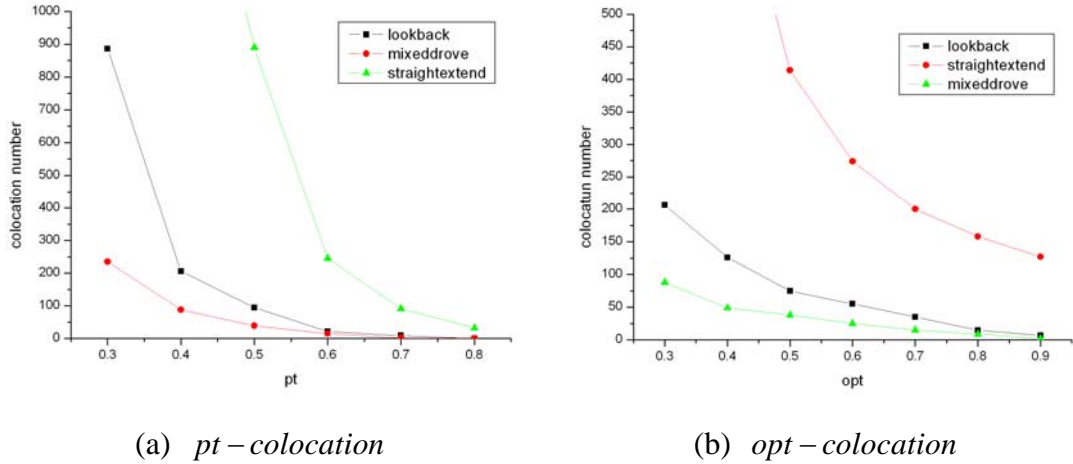 1000
900
800
700
600
500
400
300
200
100
0
colocation number
lookback
mixeddrove
straightextend
0.3 0.4 0.5 0.6 0.7 0.8
pt
(a) pt − colocation
500
450
400
350
300
250
200
150
100
50
0
colocatun number
lookback
straightextend
mixeddrove
0.3 0.4 0.5 0.6 0.7 0.8 0.9
opt
(b) opt − colocation